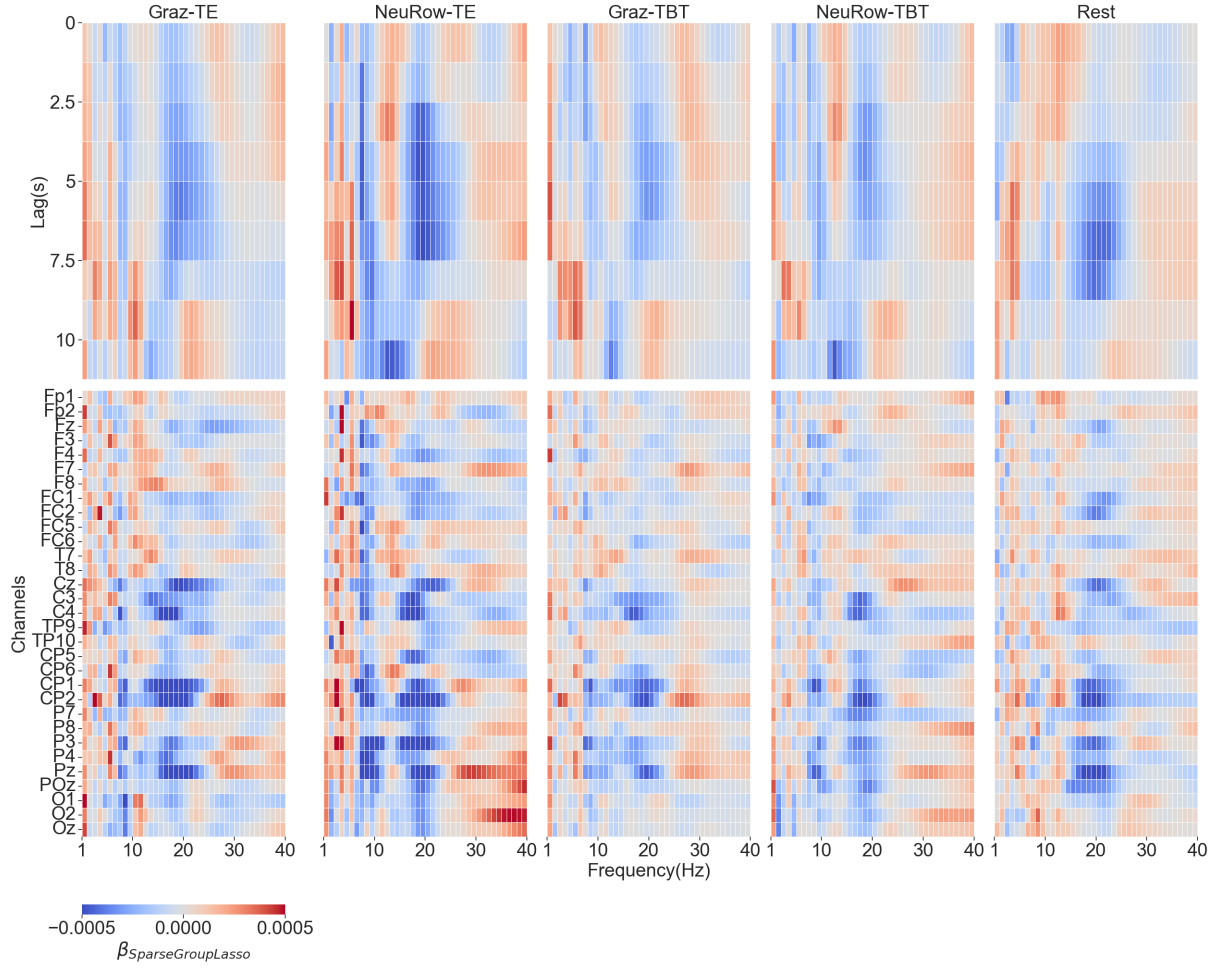 Graz-TE NeuRow-TE Graz-TBT NeuRow-TBT Rest
0
2.5
5
7.5
10
Lag(s)
Fp1
Fp2
Fz
F3
F4
F7
F8
FC1
FC2
FC5
FC6
T7
T8
Cz
C3
C4
TP9
TP10
CP5
CP6
CP1
CP2
P7
P8
P3
P4
Pz
POz
O1
O2
Oz
Channels
1 10 20 30 40 1 10 20 30 40 1 10 20 30 40 1 10 20 30 40 1 10 20 30 40
Frequency(Hz)
−0.0005 0.0000 0.0005
βSparseGroupLasso